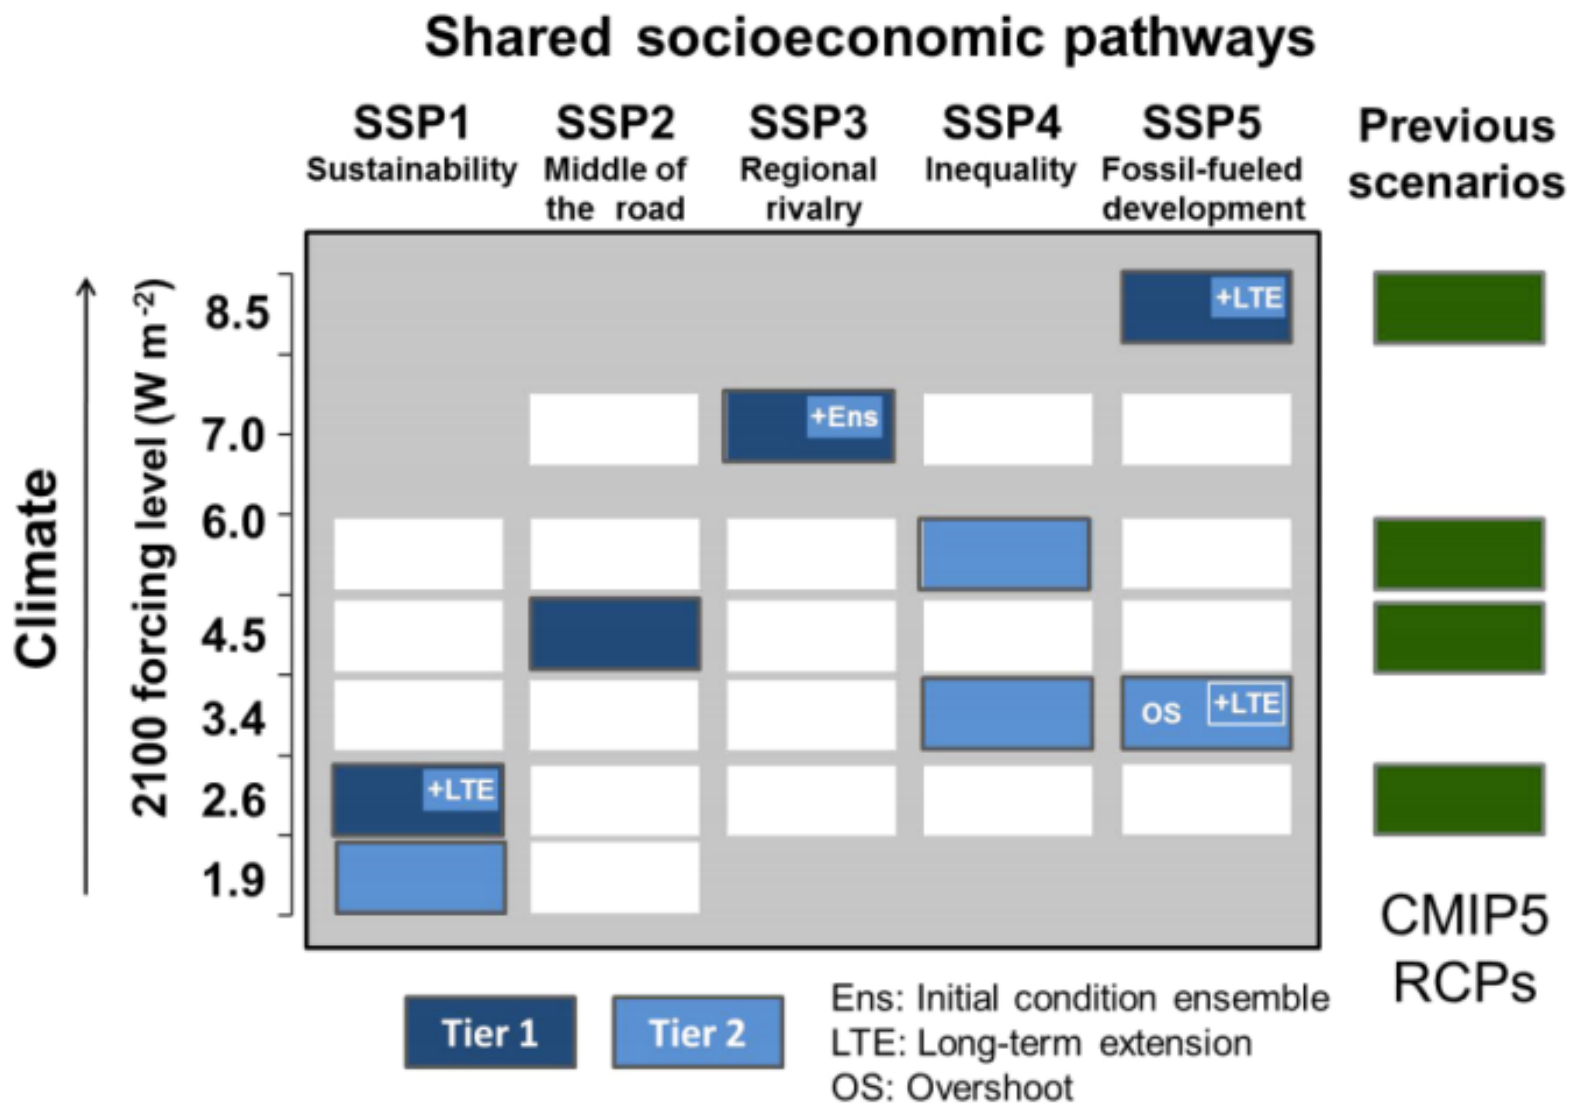 Shared socioeconomic pathways
SSP1 SSP2 SSP3 SSP4 SSP5
Sustainability
Middle of
the road
Regional
rivalry
Inequality
Fossil-fueled
development
Previous
scenarios
Climate
2100 forcing level (W m-2)
8.5
+LTE
7.0
+Ens
6.0
4.5
3.4
OS +LTE
2.6
+LTE
1.9
CMIP5
RCPs
Tier 1
Tier 2
Ens: Initial condition ensemble
LTE: Long-term extension
OS: Overshoot